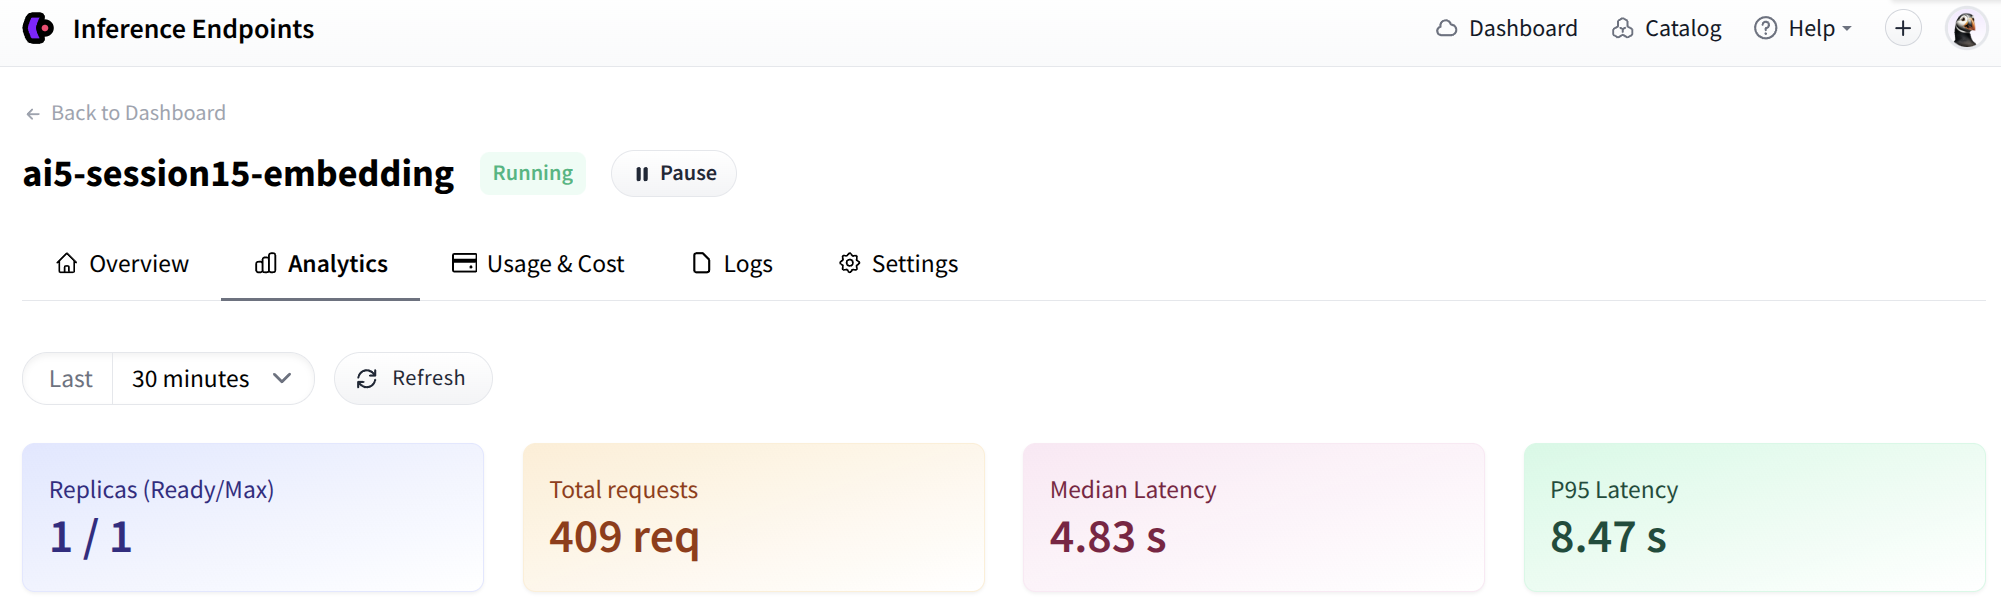 Inference Endpoints
Dashboard
Catalog
Help
Back to Dashboard
ai5-session15-embedding
Running
Pause
Overview
Analytics
Usage & Cost
Logs
Settings
Last
30 minutes
Refresh
Replicas (Ready/Max)
1 / 1
Total requests
409 req
Median Latency
4.83 s
P95 Latency
8.47 s